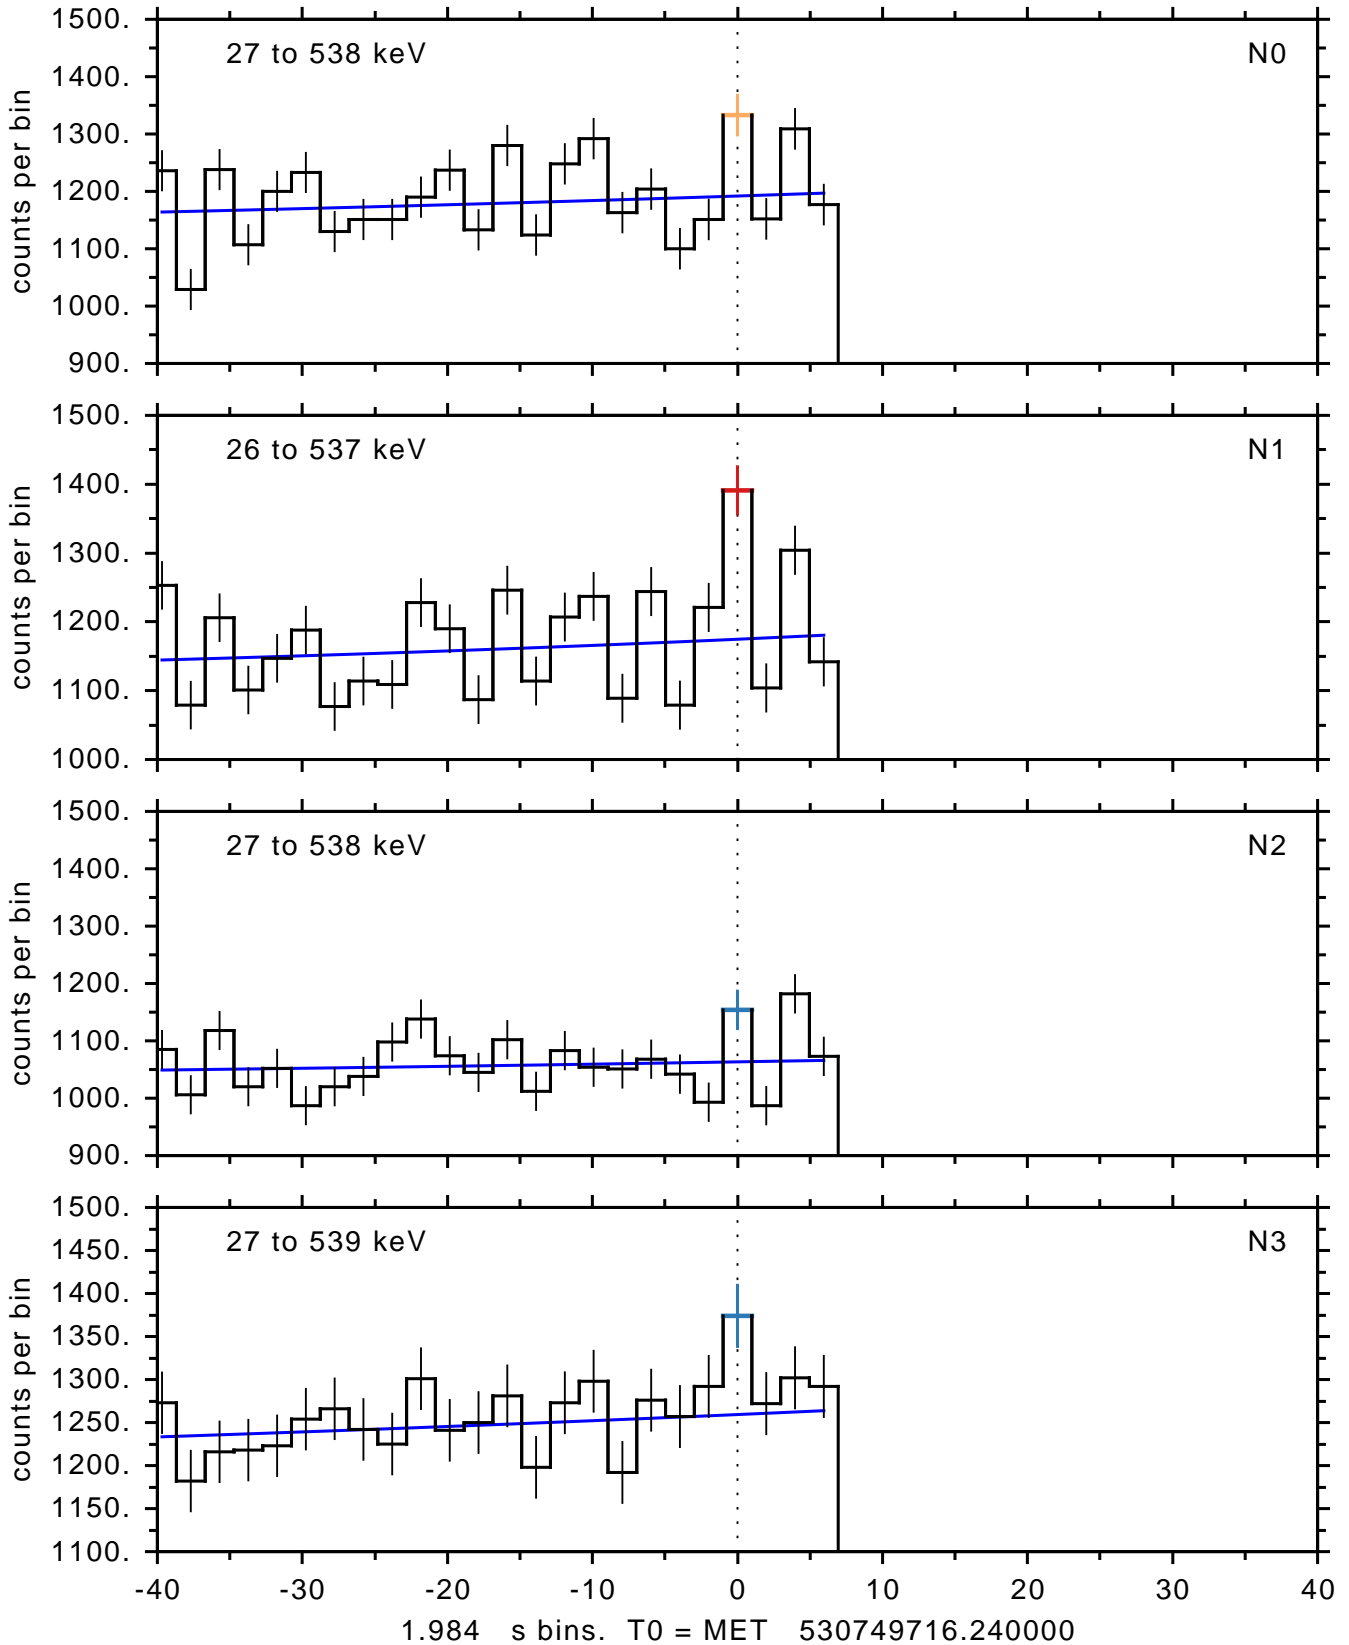 1500.
27 to 538 keV N0
1400.
1300.
1200.
1100.
1000.
900.
counts per bin
1500.
26 to 537 keV N1
1400.
1300.
1200.
1100.
1000.
counts per bin
1500.
27 to 538 keV N2
1400.
1300.
1200.
1100.
1000.
900.
counts per bin
1500.
27 to 539 keV N3
1450.
1400.
1350.
1300.
1250.
1200.
1150.
1100.
counts per bin
-40 -30 -20 -10 0 10 20 30 40
1.984 s bins. T0 = MET 530749716.240000